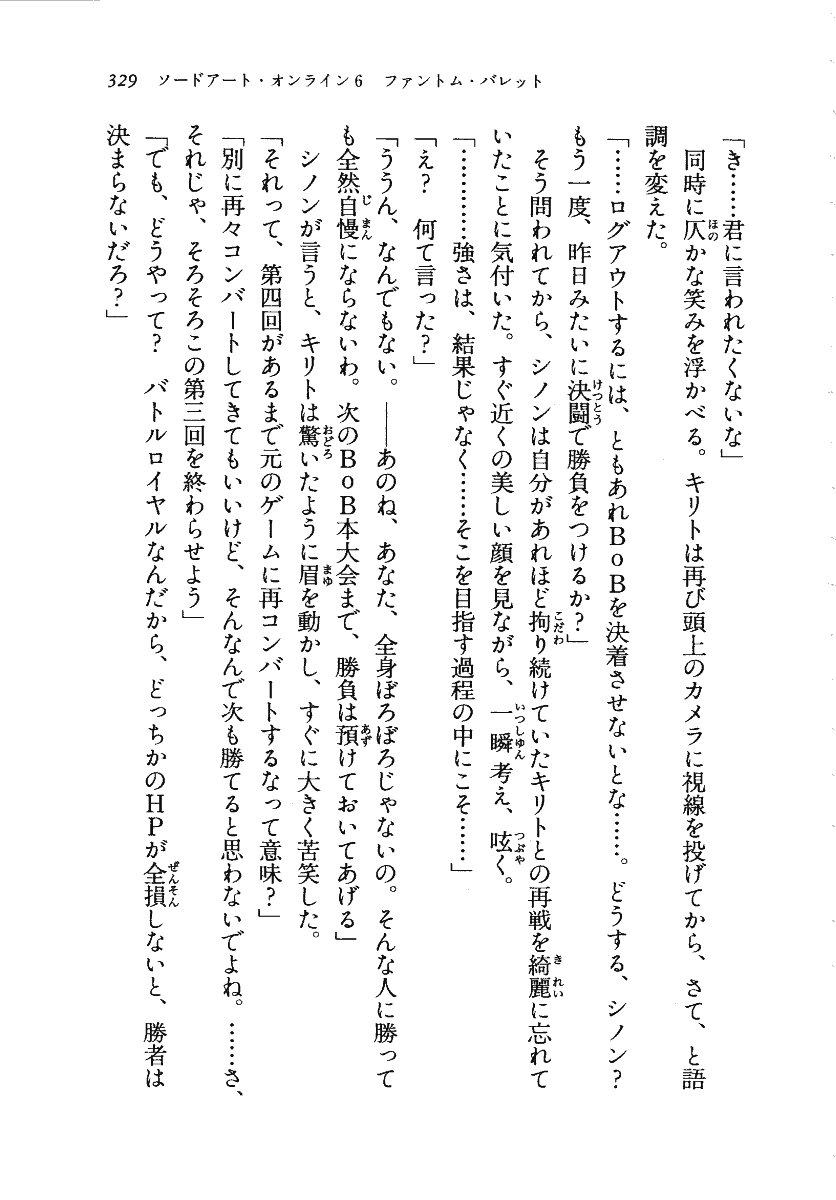 329 ソードアート・オンライン6 ファントム・バレット
「き……君に言われたくないな」
同時に仄かな笑みを浮かべる。キリトは再び頭上のカメラに視線を投げてから、さて、と語
調を変えた。
「……ログアウトするには、ともあれBoBを決着させないとな……。どうする、シノン？
もう一度、昨日みたいに決闘で勝負をつけるか？」
そう問われてから、シノンは自分があれほど拘り続けていたキリトとの再戦を綺麗に忘れて
いたことに気付いた。すぐ近くの美しい顔を見ながら、一瞬考え、呟く。
「…………強さは、結果じゃなく……そこを目指す過程の中にこそ……」
「え？　何て言った？」
「ううん、なんでもない。――あのね、あなた、全身ぼろぼろじゃないの。そんな人に勝って
も全然自慢にならないわ。次のBoB本大会まで、勝負は預けておいてあげる」
シノンが言うと、キリトは驚いたように眉を動かし、すぐに大きく苦笑した。
「それって、第四回があるまで元のゲームに再コンバートするなって意味？」
「別に再々コンバートしてきてもいいけど、そんなんで次も勝てると思わないでよね。……さ、
それじゃ、そろそろこの第三回を終わらせよう」
「でも、どうやって？　バトルロイヤルなんだから、どっちかのHPが全損しないと、勝者は
決まらないだろ？」